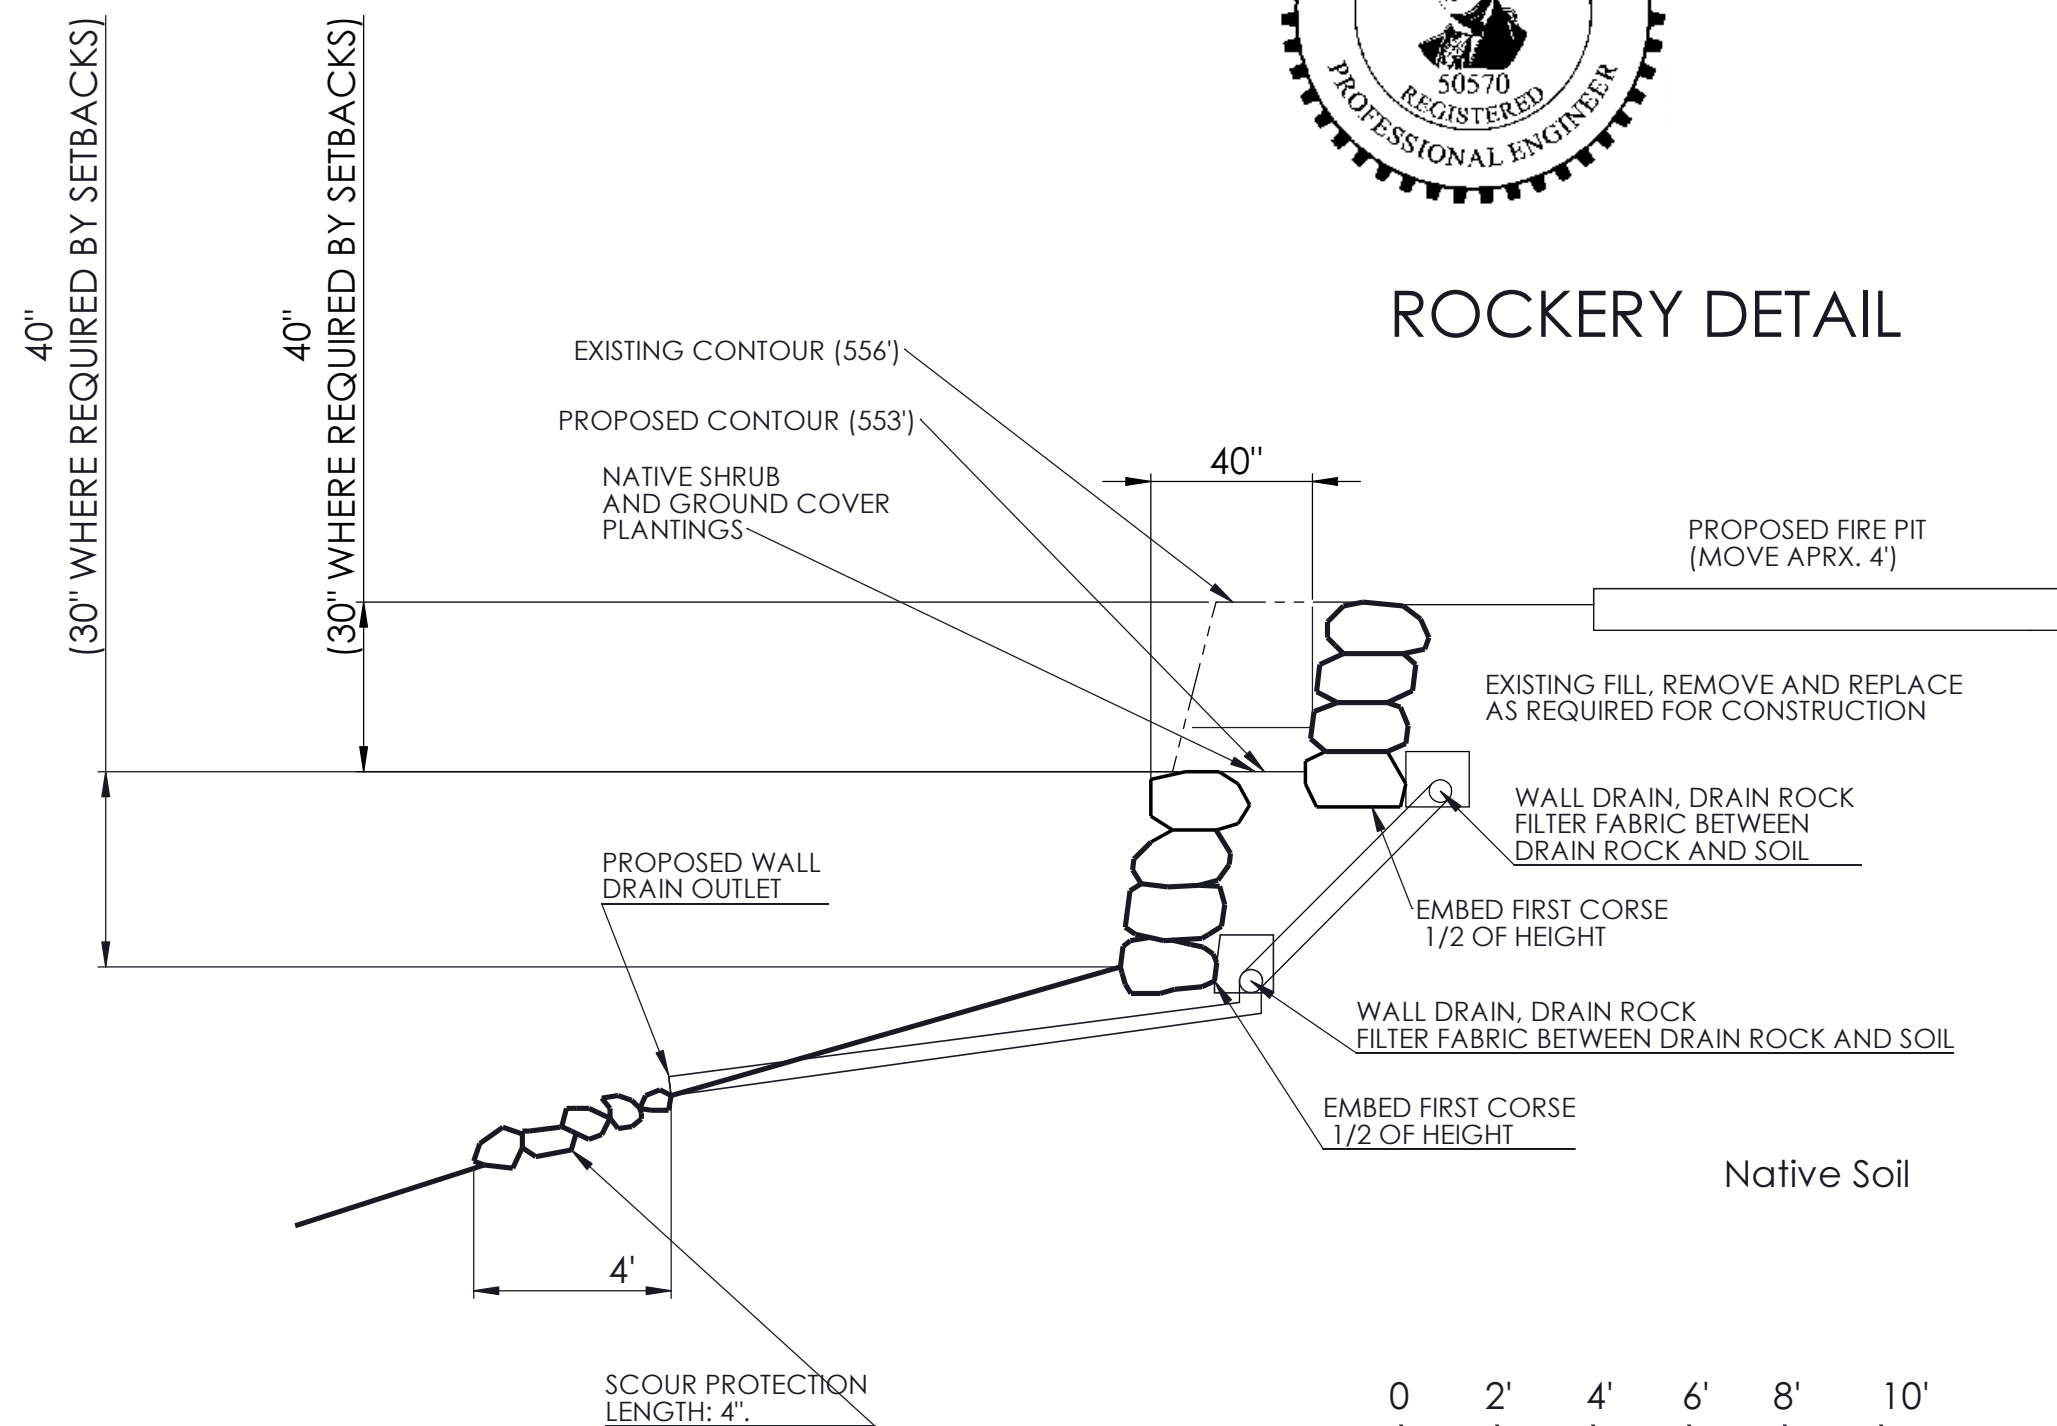 40"
(30" WHERE REQUIRED BY SETBACKS)
40"
(30" WHERE REQUIRED BY SETBACKS)
50570
REGISTERED
PROFESSIONAL ENGINEER
ROCKERY DETAIL
EXISTING CONTOUR (556')
PROPOSED CONTOUR (553')
NATIVE SHRUB
AND GROUND COVER
PLANTINGS
40"
PROPOSED FIRE PIT
(MOVE APRX. 4')
EXISTING FILL, REMOVE AND REPLACE
AS REQUIRED FOR CONSTRUCTION
WALL DRAIN, DRAIN ROCK
FILTER FABRIC BETWEEN
DRAIN ROCK AND SOIL
PROPOSED WALL
DRAIN OUTLET
EMBED FIRST CORSE
1/2 OF HEIGHT
WALL DRAIN, DRAIN ROCK
FILTER FABRIC BETWEEN DRAIN ROCK AND SOIL
EMBED FIRST CORSE
1/2 OF HEIGHT
Native Soil
4'
SCOUR PROTECTION
LENGTH: 4".
0 2' 4' 6' 8' 10'